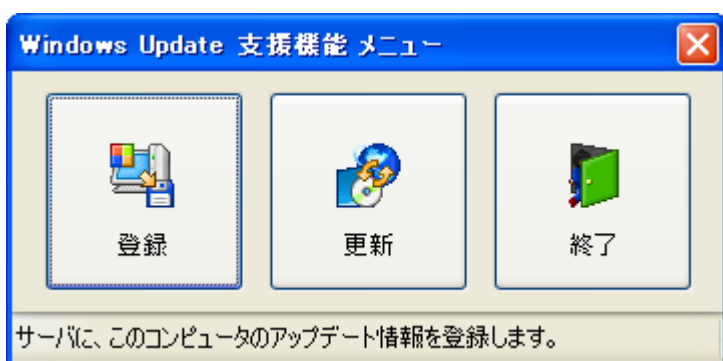 Windows Update 支援機能 メニュー
登録 更新 終了
サーバに、このコンピュータのアップデート情報を登録します。